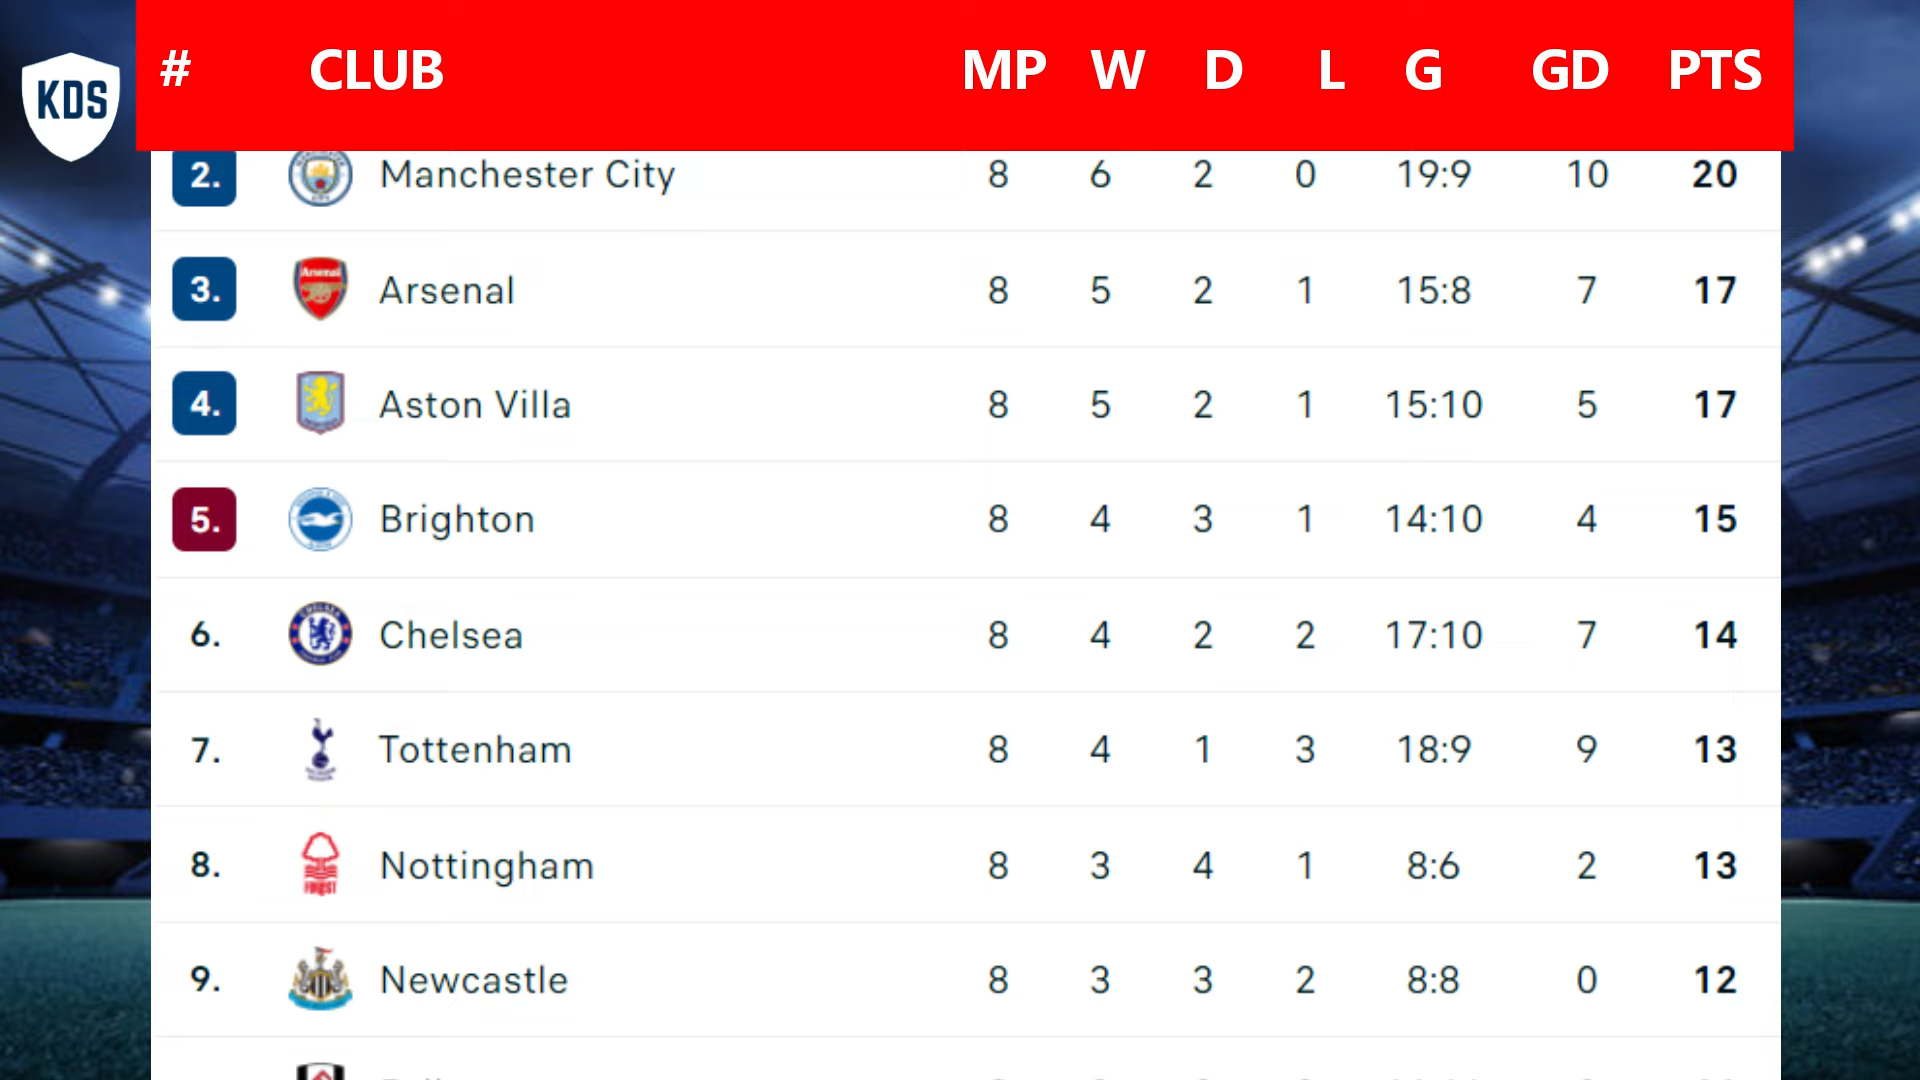 # CLUB MP W D L G GD PTS
KDS
2. Manchester City 8 6 2 0 19:9 10 20
3. Arsenal Arsenal 8 5 2 1 15:8 7 17
4. Aston Villa 8 5 2 1 15:10 5 17
5. Brighton 8 4 3 1 14:10 4 15
6. Chelsea 8 4 2 2 17:10 7 14
7. Tottenham 8 4 1 3 18:9 9 13
8. FOREST Nottingham 8 3 4 1 8:6 2 13
9. Newcastle 8 3 3 2 8:8 0 12